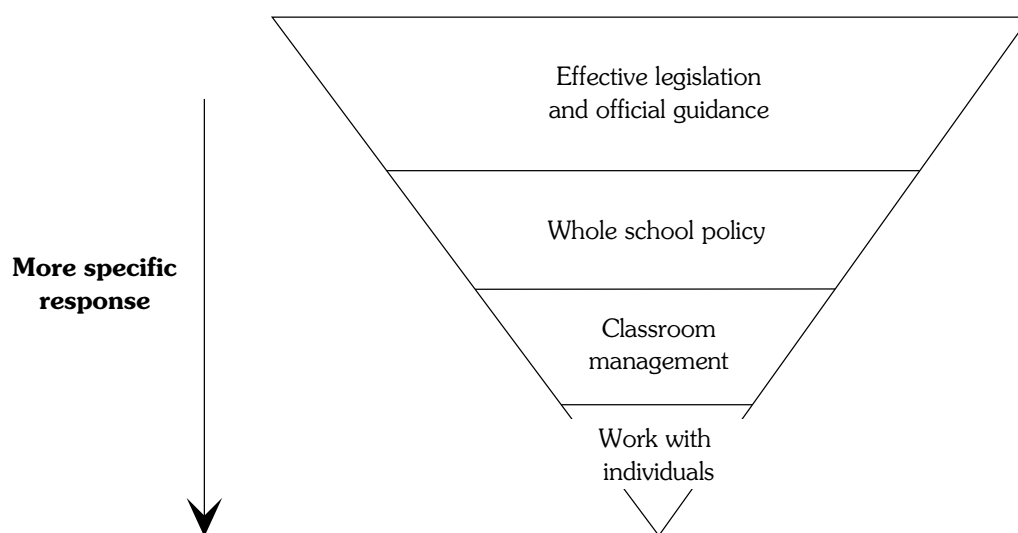 Effective legislation
and official guidance
Whole school policy
More specific
response
Classroom
management
Work with
individuals